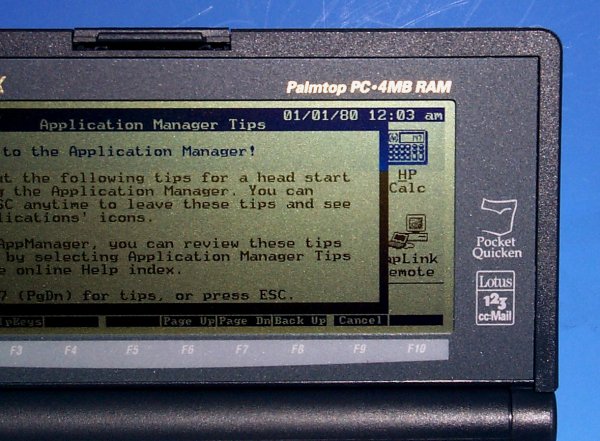 X
Palmtop PC•4MB RAM
01/01/80 12:03 am
Application Manager Tips
to the Application Manager!
ut the following tips for a head start
g the Application Manager. You can
SC anytime to leave these tips and see
lications' icons.
AppManager, you can review these tips
by selecting Application Manager Tips
e online Help index.
7 (PgDn) for tips, or press ESC.
HP
Calc
apLink
emote
lpKeys Page Up Page Dn Back Up Cancel
F3 F4 F5 F6 F7 F8 F9 F10
Pocket
Quicken
Lotus
123
cc:Mail